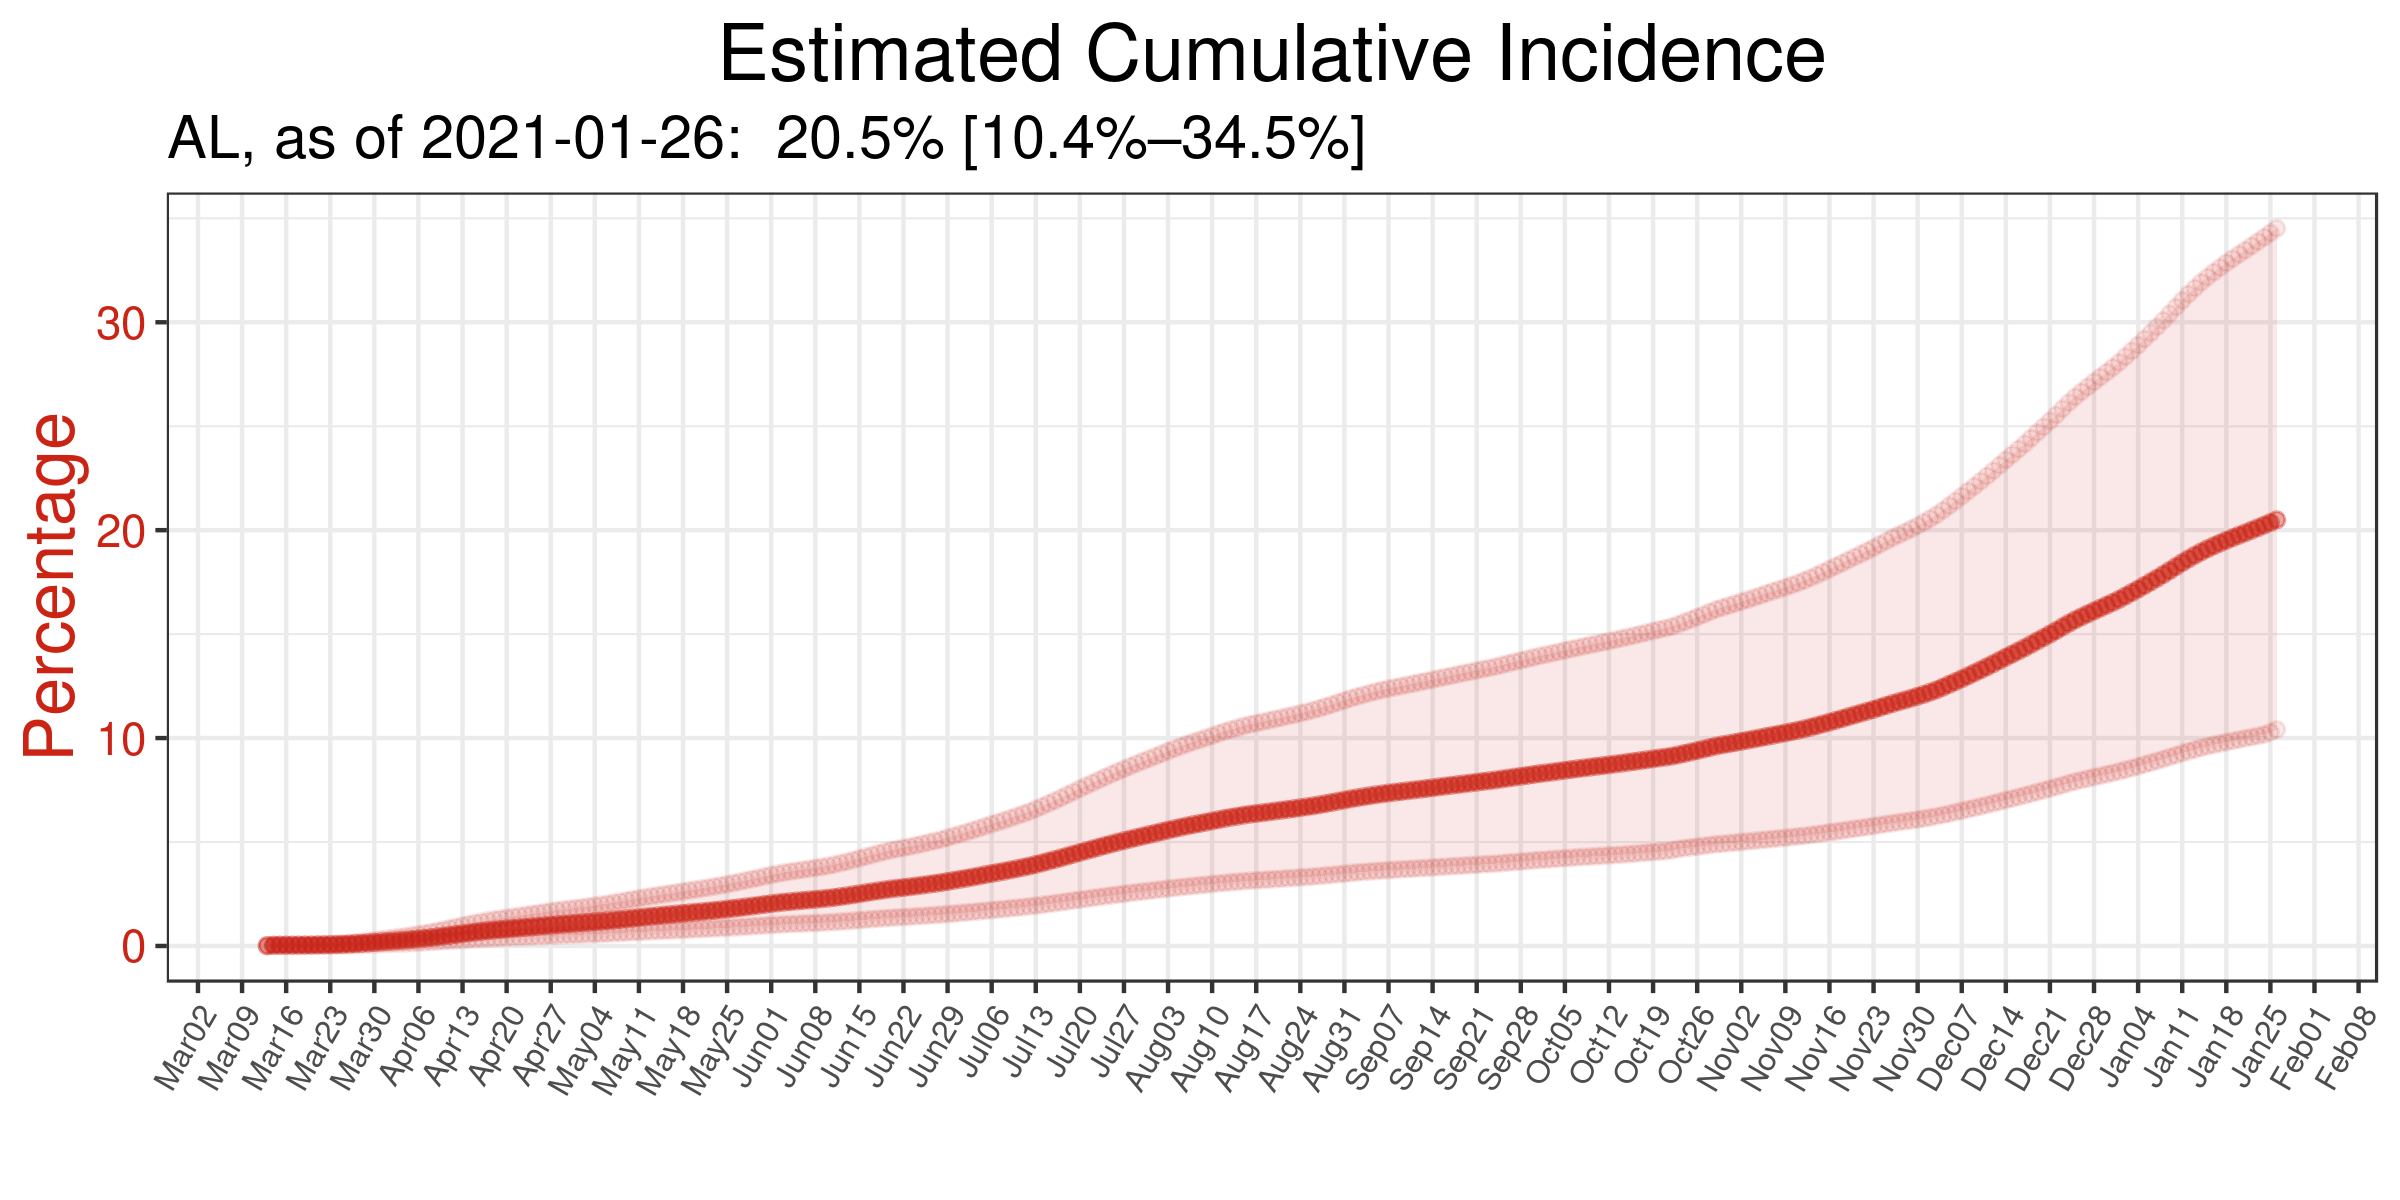 Estimated Cumulative Incidence
AL, as of 2021-01-26:  20.5% [10.4%–34.5%]
Percentage
30
20
10
0
Mar02
Mar09
Mar16
Mar23
Mar30
Apr06
Apr13
Apr20
Apr27
May04
May11
May18
May25
Jun01
Jun08
Jun15
Jun22
Jun29
Jul06
Jul13
Jul20
Jul27
Aug03
Aug10
Aug17
Aug24
Aug31
Sep07
Sep14
Sep21
Sep28
Oct05
Oct12
Oct19
Oct26
Nov02
Nov09
Nov16
Nov23
Nov30
Dec07
Dec14
Dec21
Dec28
Jan04
Jan11
Jan18
Jan25
Feb01
Feb08